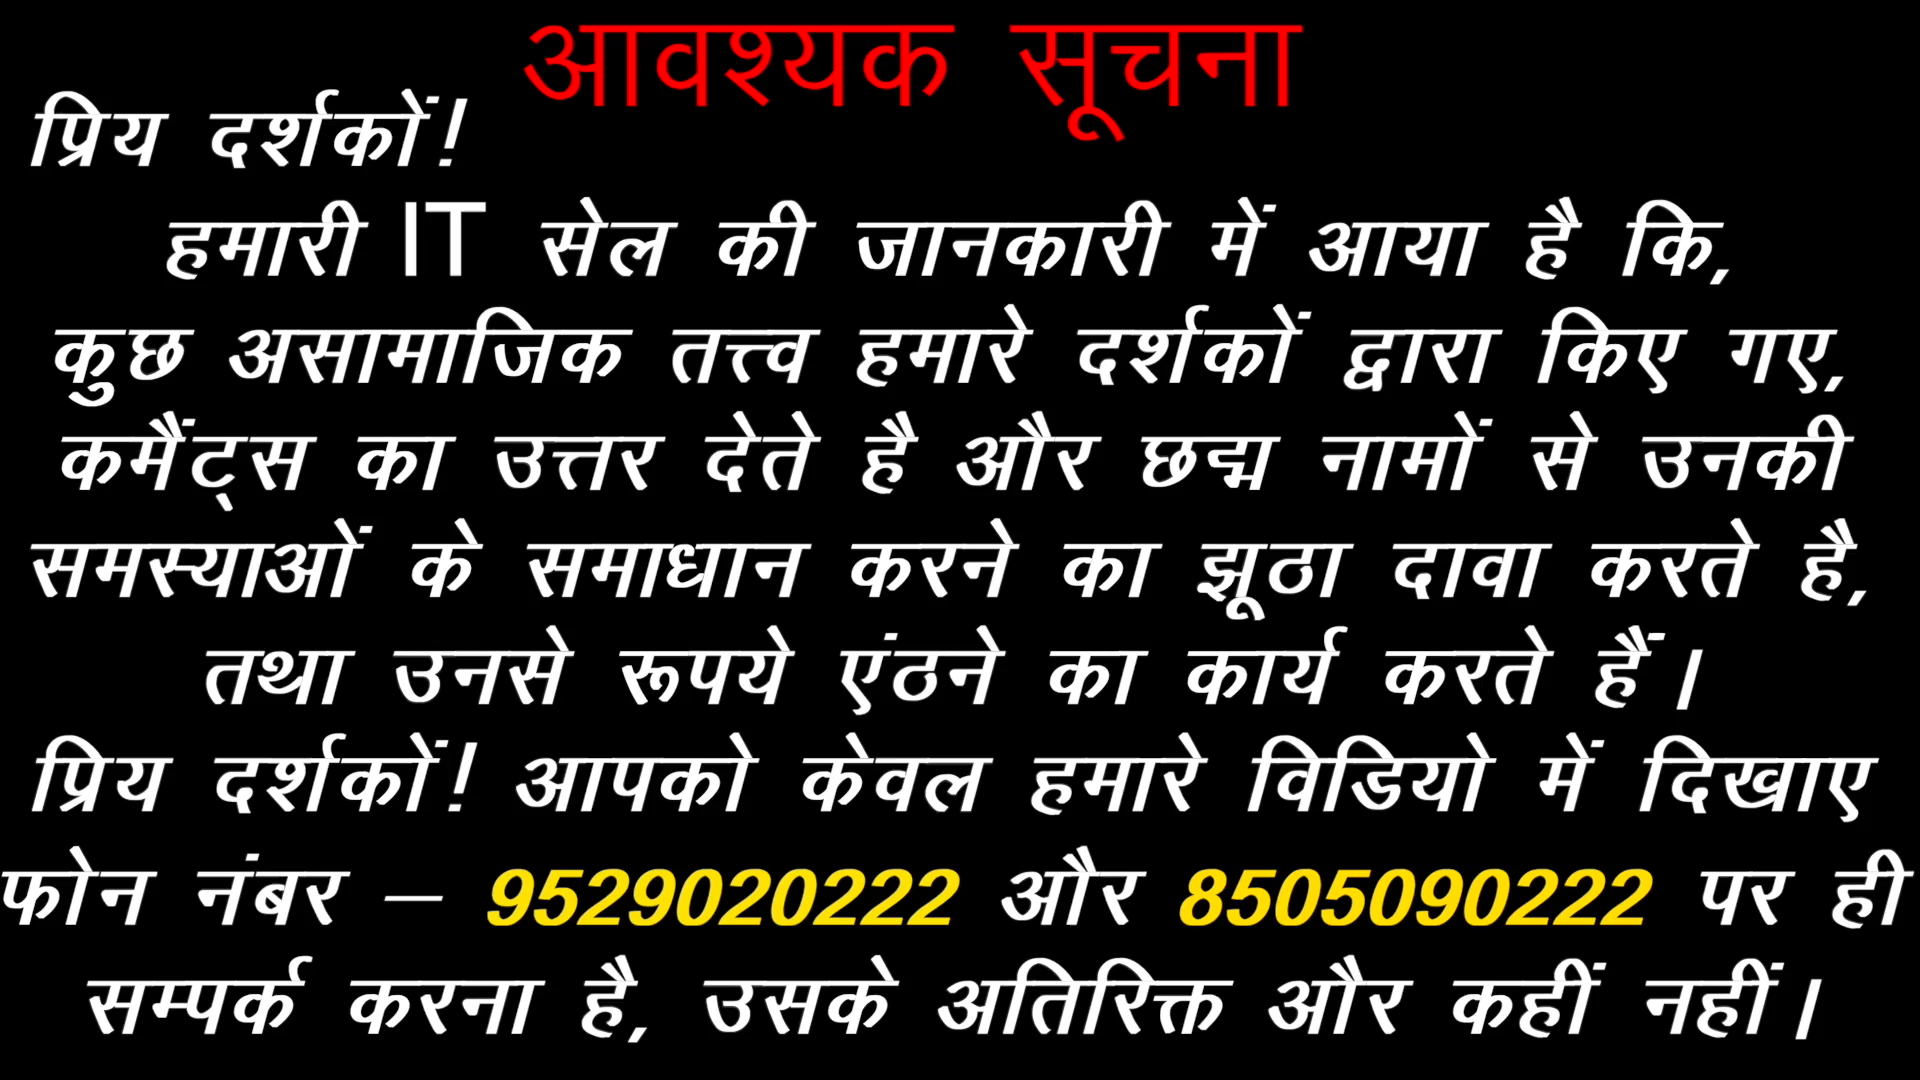 आवश्यक सूचना
प्रिय दर्शकों!
हमारी IT सेल की जानकारी में आया है कि,
कुछ असामाजिक तत्त्व हमारे दर्शकों द्वारा किए गए,
कमैंट्स का उत्तर देते है और छद्म नामों से उनकी
समस्याओं के समाधान करने का झूठा दावा करते है,
तथा उनसे रूपये एंठने का कार्य करते हैं।
प्रिय दर्शकों! आपको केवल हमारे विडियो में दिखाए
फोन नंबर – 9529020222 और 8505090222 पर ही
सम्पर्क करना है, उसके अतिरिक्त और कहीं नहीं।